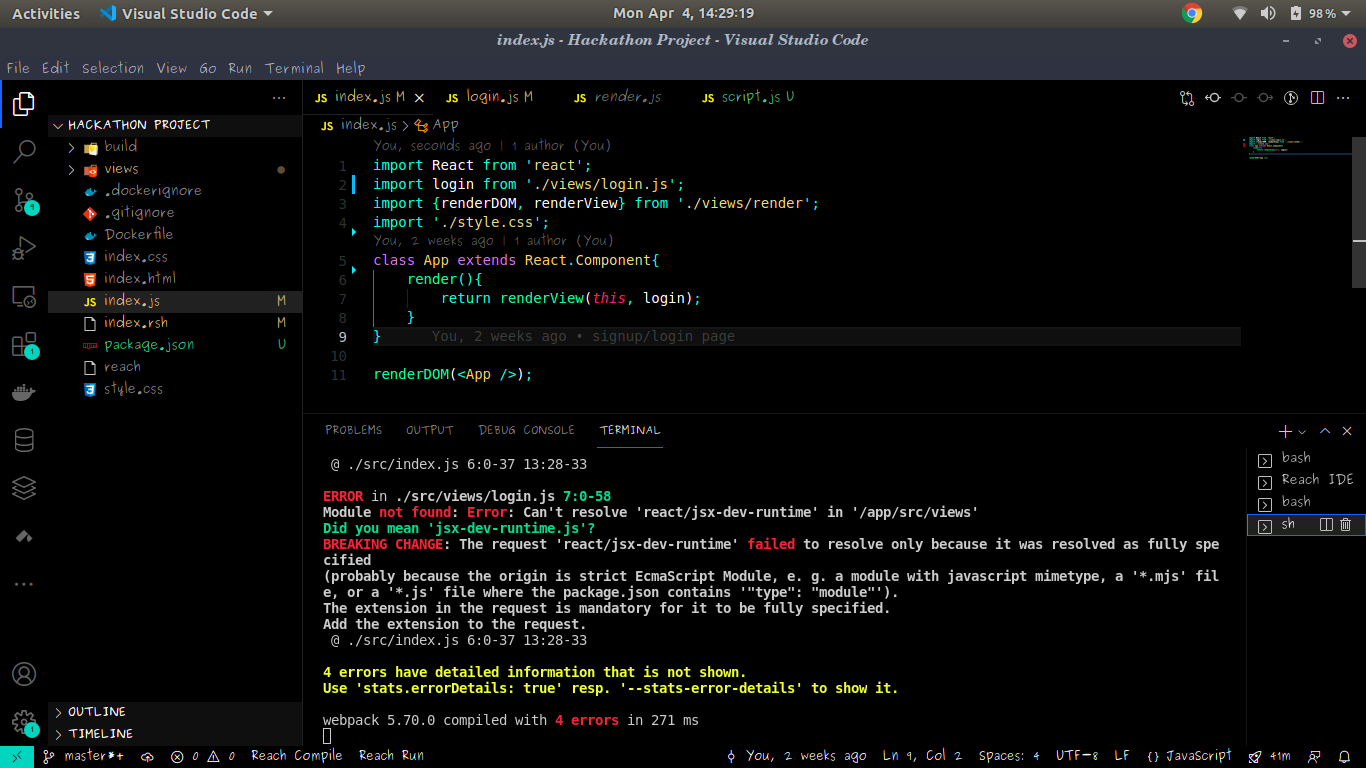 Activities Visual Studio Code Mon Apr 4, 14:29:19 98%
index.js - Hackathon Project - Visual Studio Code
File Edit Selection View Go Run Terminal Help
JS index.js M JS login.js M JS render.js JS script.js U
HACKATHON PROJECT
build
views
.dockerignore
.gitignore
Dockerfile
index.css
index.html
JS index.js M
index.rsh M
package.json U
reach
style.css
OUTLINE
TIMELINE
9
1
1
JS index.js > App
You, seconds ago | 1 author (You)
1 import React from 'react';
2 import login from './views/login.js';
3 import {renderDOM, renderView} from './views/render';
4 import './style.css';
You, 2 weeks ago | 1 author (You)
5 class App extends React.Component{
6 render(){
7 return renderView(this, login);
8 }
9 } You, 2 weeks ago • signup/login page
10
11 renderDOM(<App />);
PROBLEMS OUTPUT DEBUG CONSOLE TERMINAL
@ ./src/index.js 6:0-37 13:28-33
ERROR in ./src/views/login.js 7:0-58
Module not found: Error: Can't resolve 'react/jsx-dev-runtime' in '/app/src/views'
Did you mean 'jsx-dev-runtime.js'?
BREAKING CHANGE: The request 'react/jsx-dev-runtime' failed to resolve only because it was resolved as fully spe
cified
(probably because the origin is strict EcmaScript Module, e. g. a module with javascript mimetype, a '*.mjs' fil
e, or a '*.js' file where the package.json contains '"type": "module"').
The extension in the request is mandatory for it to be fully specified.
Add the extension to the request.
@ ./src/index.js 6:0-37 13:28-33
4 errors have detailed information that is not shown.
Use 'stats.errorDetails: true' resp. '--stats-error-details' to show it.
webpack 5.70.0 compiled with 4 errors in 271 ms
bash
Reach IDE
bash
sh
master*+ 0 0 Reach Compile Reach Run You, 2 weeks ago Ln 9, Col 2 Spaces: 4 UTF-8 LF {} JavaScript 41m